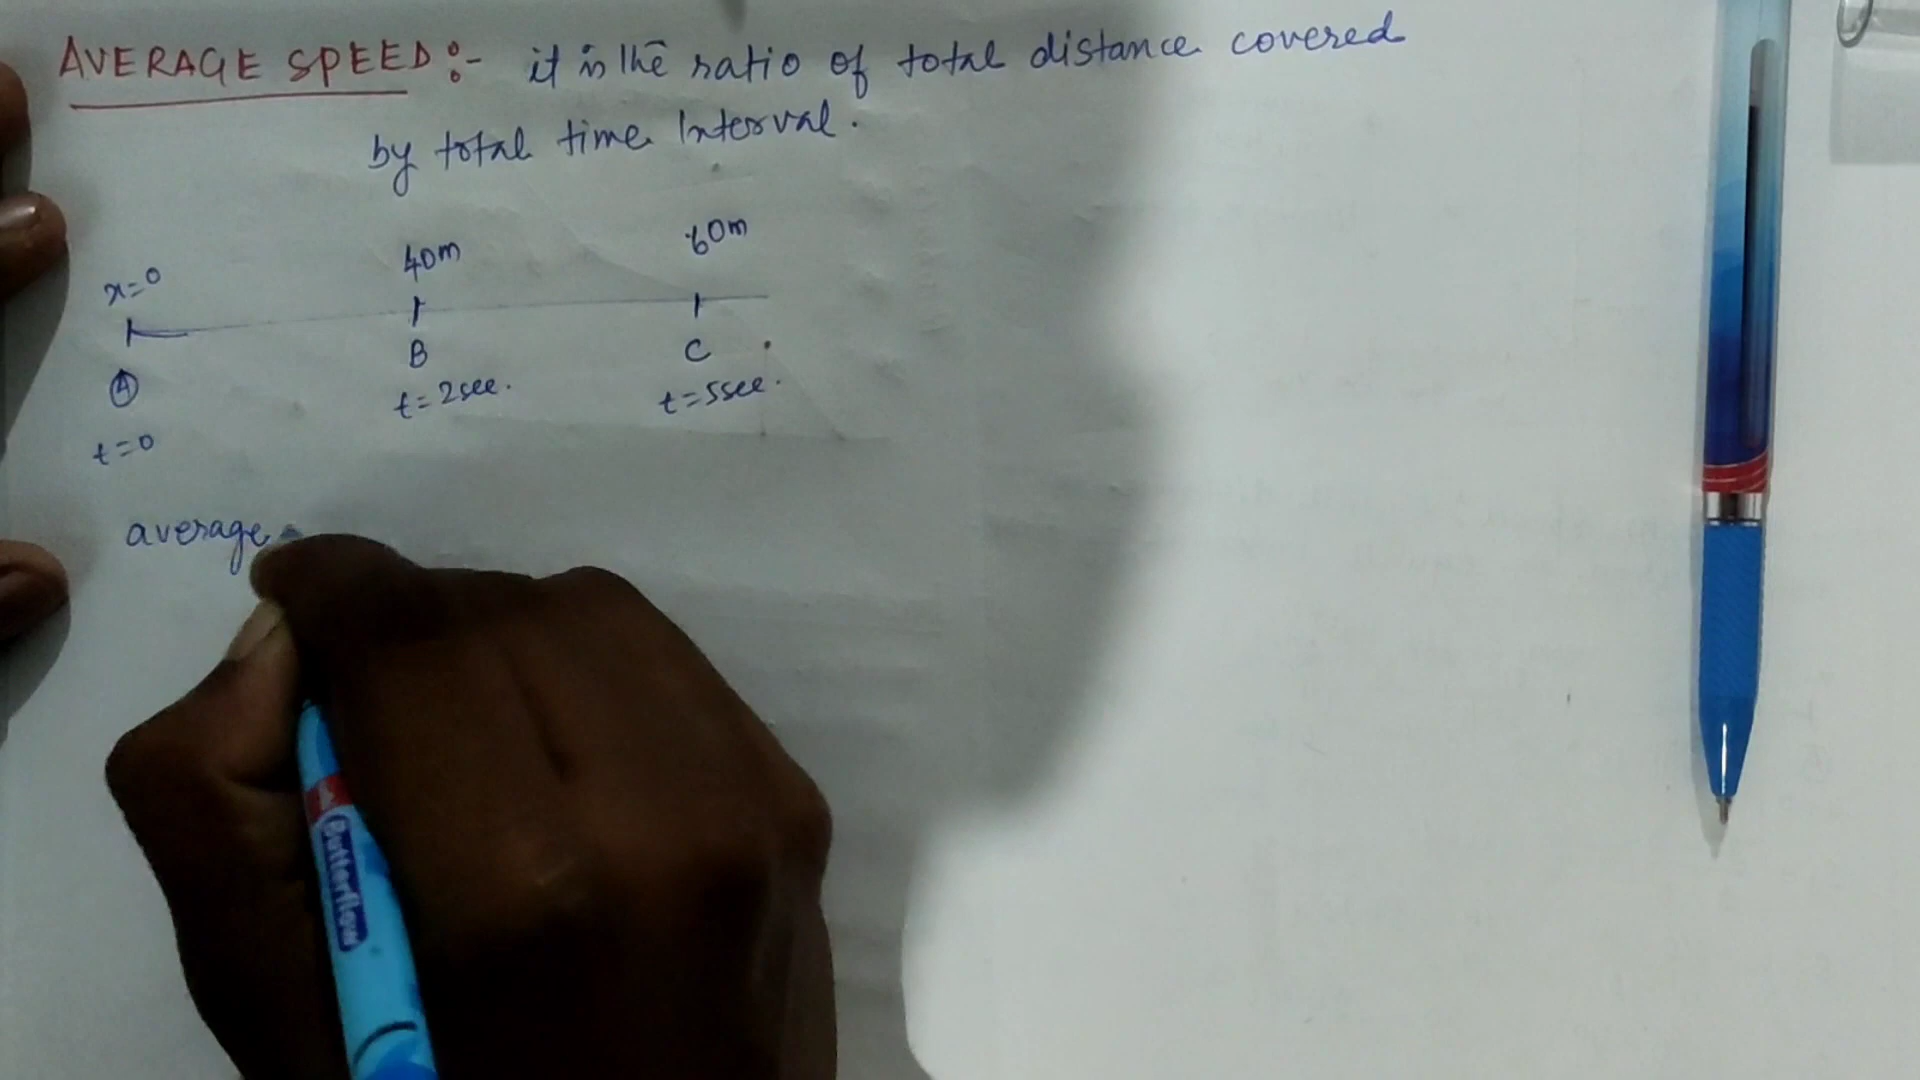 AVERAGE SPEED :- it is the ratio of total distance covered
by total time Interval.
x=0 40m 60m
A B C
t=0 t=2sec. t=5sec.
average
Butterflow